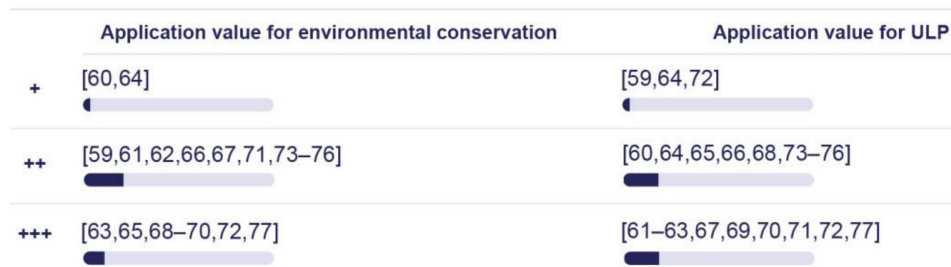 Application value for environmental conservation Application value for ULP
+ [60,64] [59,64,72]
++ [59,61,62,66,67,71,73–76] [60,64,65,66,68,73–76]
+++ [63,65,68–70,72,77] [61–63,67,69,70,71,72,77]